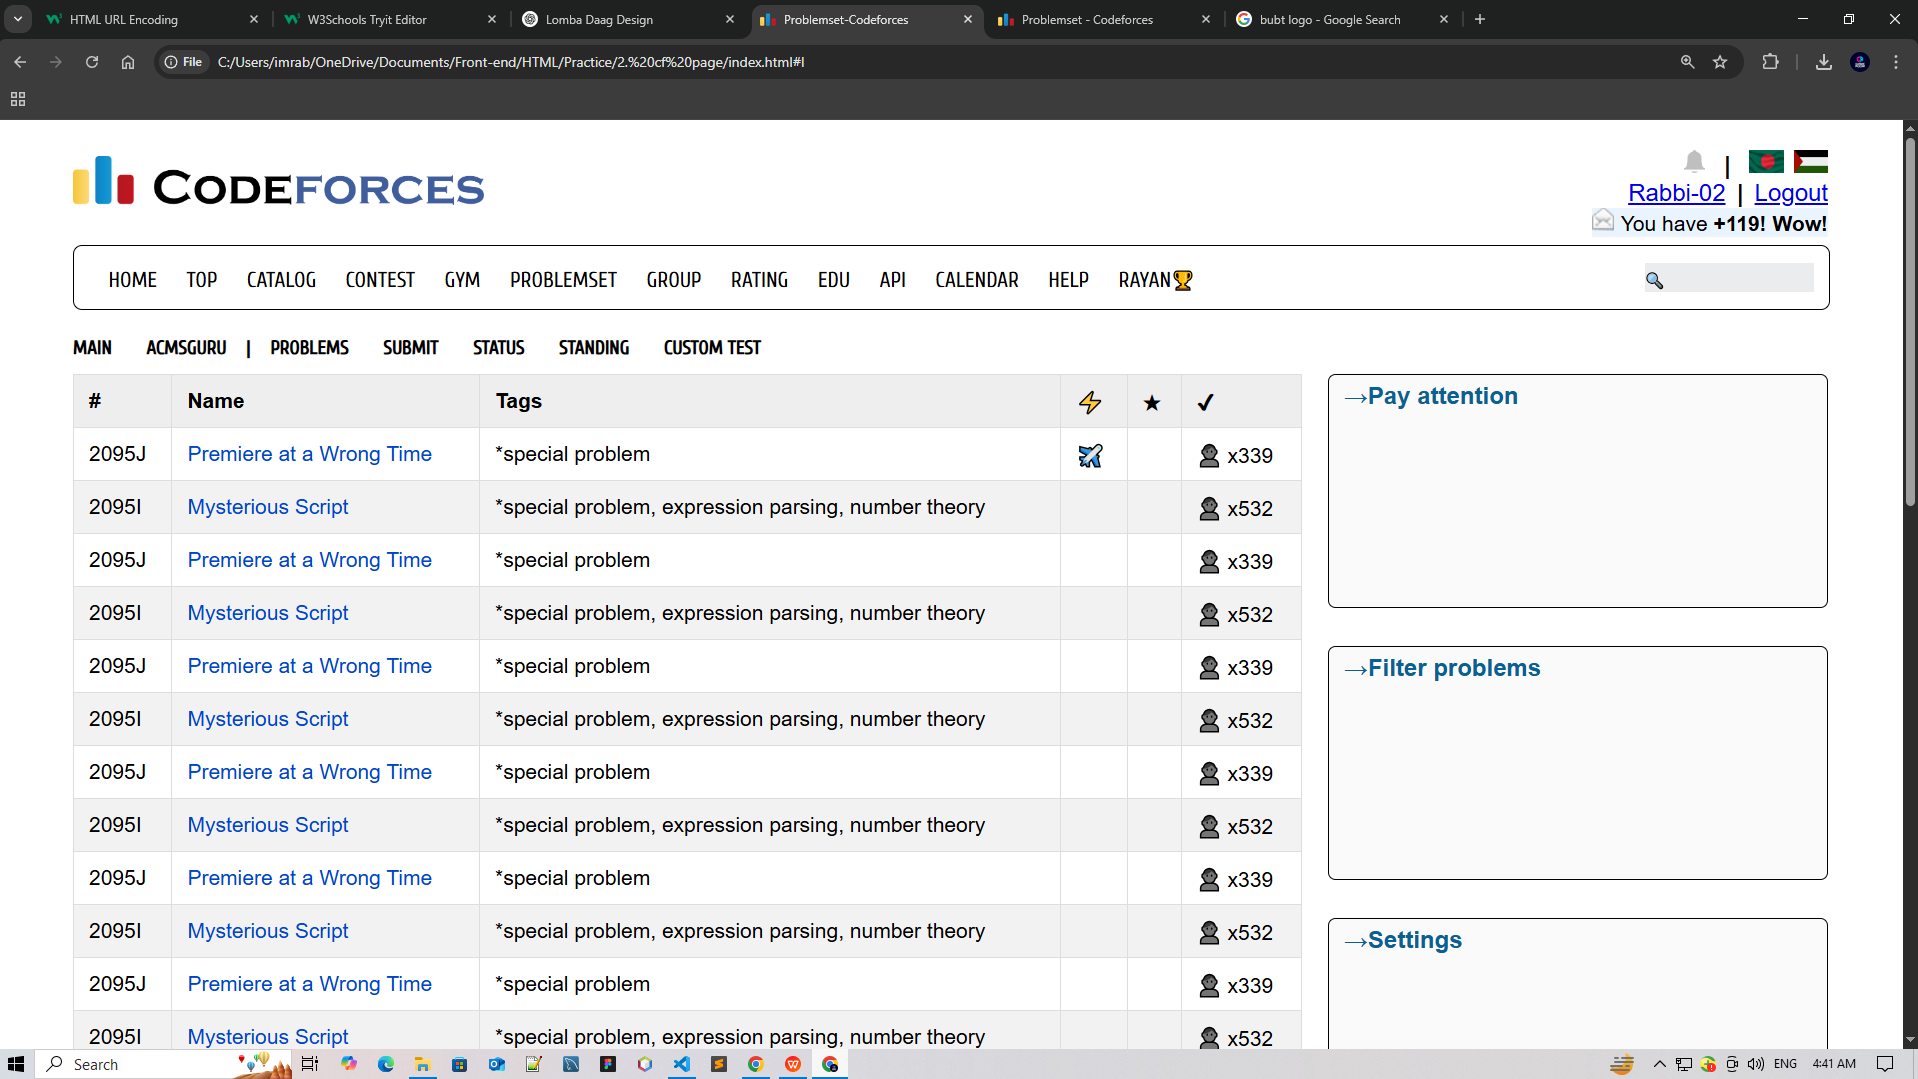 HTML URL Encoding
W3Schools Tryit Editor
Lomba Daag Design
Problemset-Codeforces
Problemset - Codeforces
bubt logo - Google Search
File C:/Users/imrab/OneDrive/Documents/Front-end/HTML/Practice/2.%20cf%20page/index.html#l
CODEFORCES
|
Rabbi-02 | Logout
You have +119! Wow!
HOME TOP CATALOG CONTEST GYM PROBLEMSET GROUP RATING EDU API CALENDAR HELP RAYAN🏆
MAIN ACMSGURU | PROBLEMS SUBMIT STATUS STANDING CUSTOM TEST
# Name Tags ⚡ ★ ✔
2095J Premiere at a Wrong Time *special problem x339
2095I Mysterious Script *special problem, expression parsing, number theory x532
2095J Premiere at a Wrong Time *special problem x339
2095I Mysterious Script *special problem, expression parsing, number theory x532
2095J Premiere at a Wrong Time *special problem x339
2095I Mysterious Script *special problem, expression parsing, number theory x532
2095J Premiere at a Wrong Time *special problem x339
2095I Mysterious Script *special problem, expression parsing, number theory x532
2095J Premiere at a Wrong Time *special problem x339
2095I Mysterious Script *special problem, expression parsing, number theory x532
2095J Premiere at a Wrong Time *special problem x339
2095I Mysterious Script *special problem, expression parsing, number theory x532
→Pay attention
→Filter problems
→Settings
Search
ENG 4:41 AM